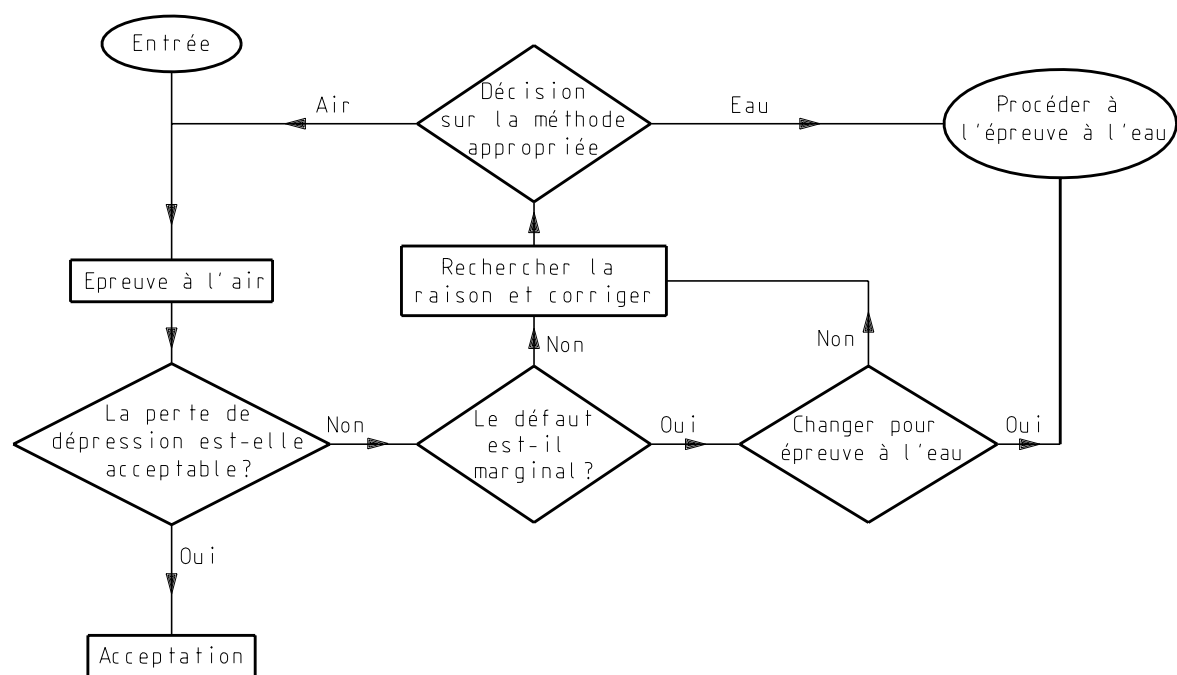 Entrée
Air
Décision
sur la méthode
appropriée
Eau
Procéder à
l'épreuve à l'eau
Epreuve à l'air
Rechercher la
raison et corriger
Non
Non
La perte de
dépression est-elle
acceptable?
Non
Le défaut
est-il
marginal?
Oui
Changer pour
épreuve à l'eau
Oui
Oui
Acceptation